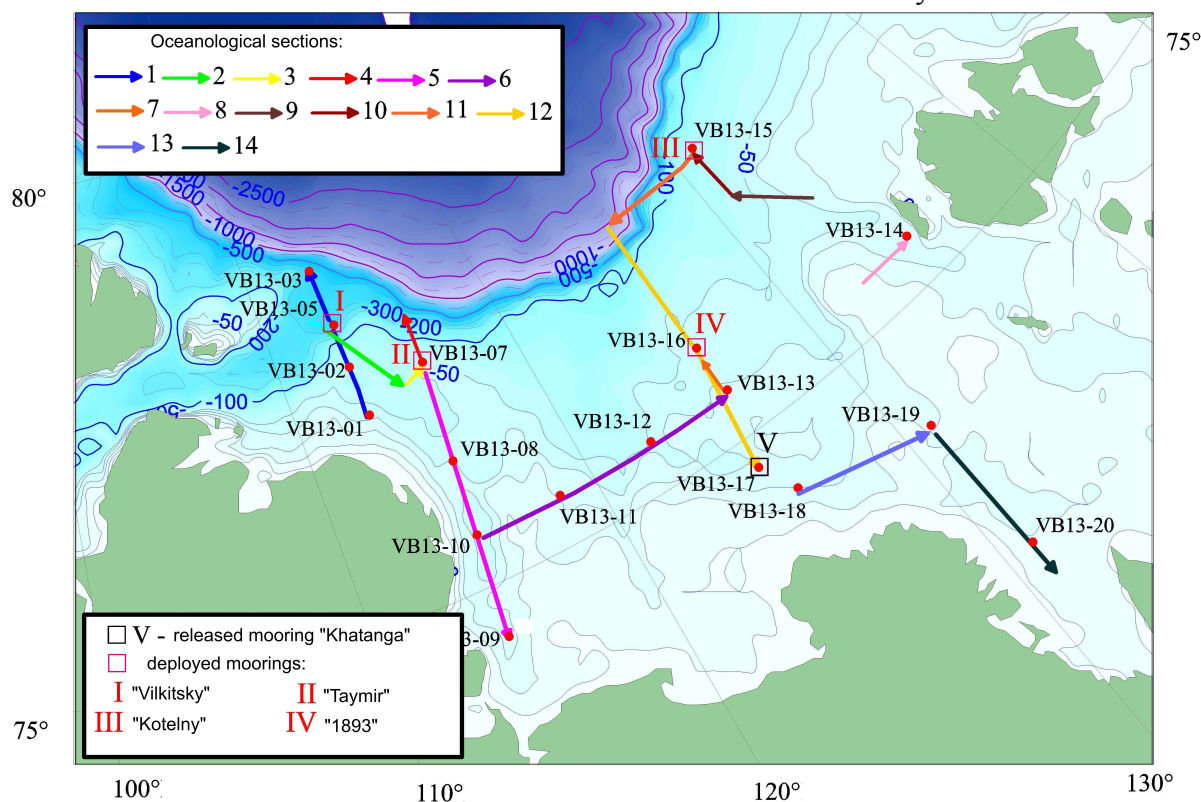 75°
Oceanological sections:
1 2 3 4 5 6
7 8 9 10 11 12
13 14
VB13-15
III
-50
100
-2500
-1000
-500
80°
-1000
-500
VB13-14
VB13-03
VB13-05
I
-300
-200
-50
200
VB13-16
IV
II
VB13-07
-50
VB13-02
VB13-13
-100
-50
VB13-01
VB13-12
VB13-19
V
VB13-08
VB13-17
VB13-18
VB13-11
VB13-10
VB13-20
3-09
V - released mooring "Khatanga"
deployed moorings:
I "Vilkitsky" II "Taymir"
III "Kotelny" IV "1893"
75°
100° 110° 120° 130°